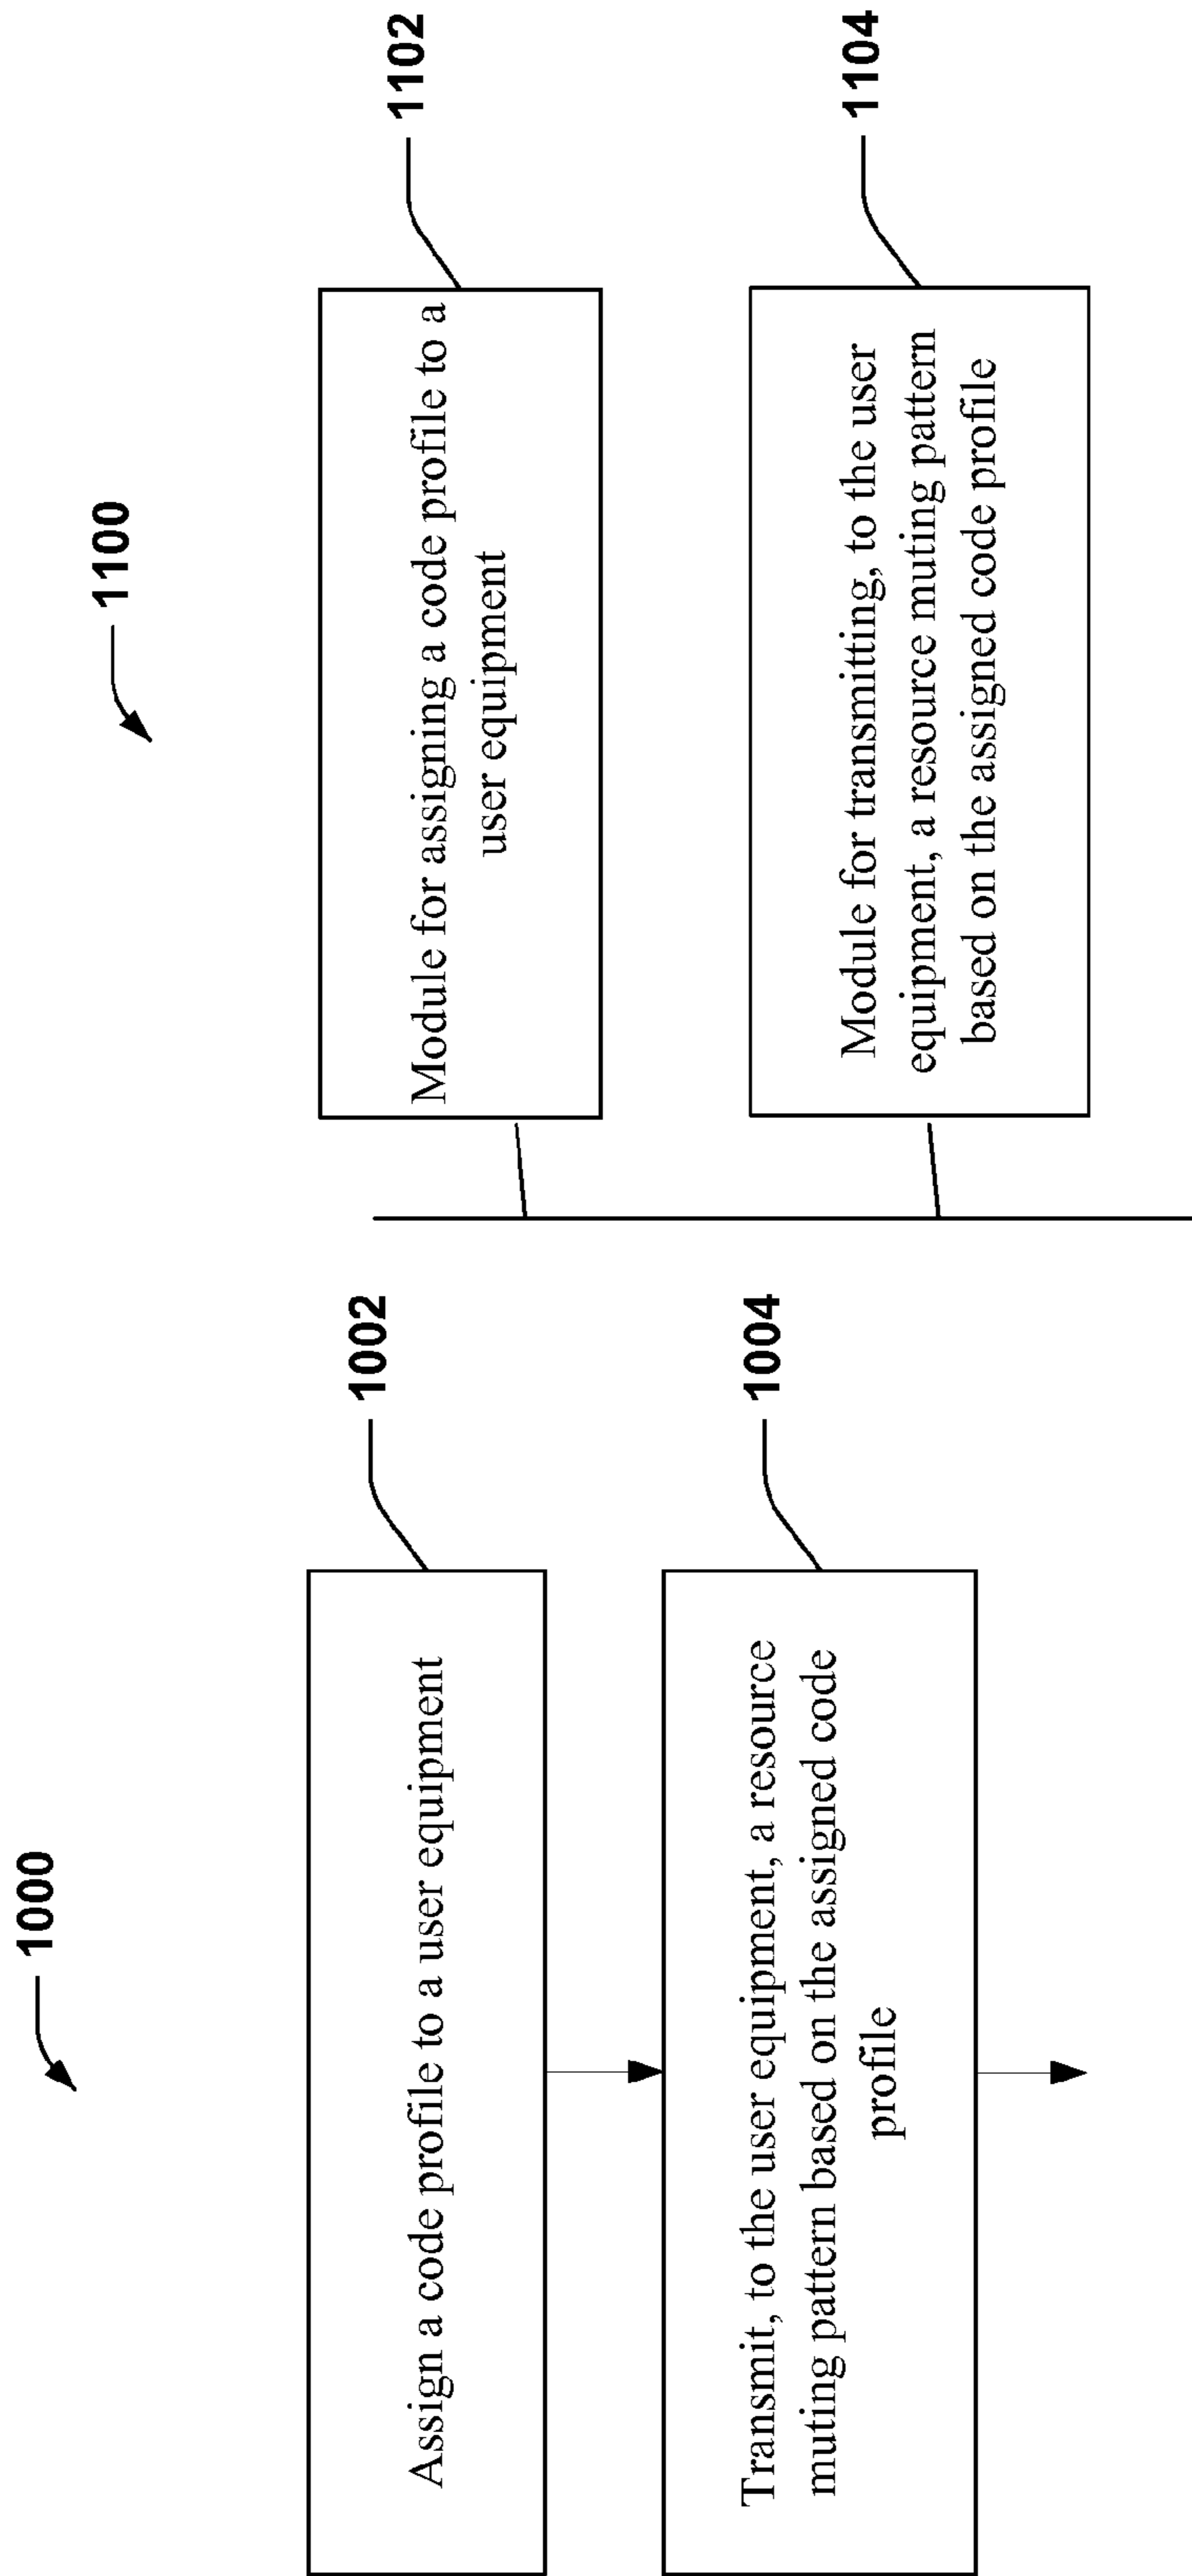 1000
1002
Assign a code profile to a user equipment
1004
Transmit, to the user equipment, a resource
muting pattern based on the assigned code
profile
1100
1102
Module for assigning a code profile to a
user equipment
1104
Module for transmitting, to the user
equipment, a resource muting pattern
based on the assigned code profile